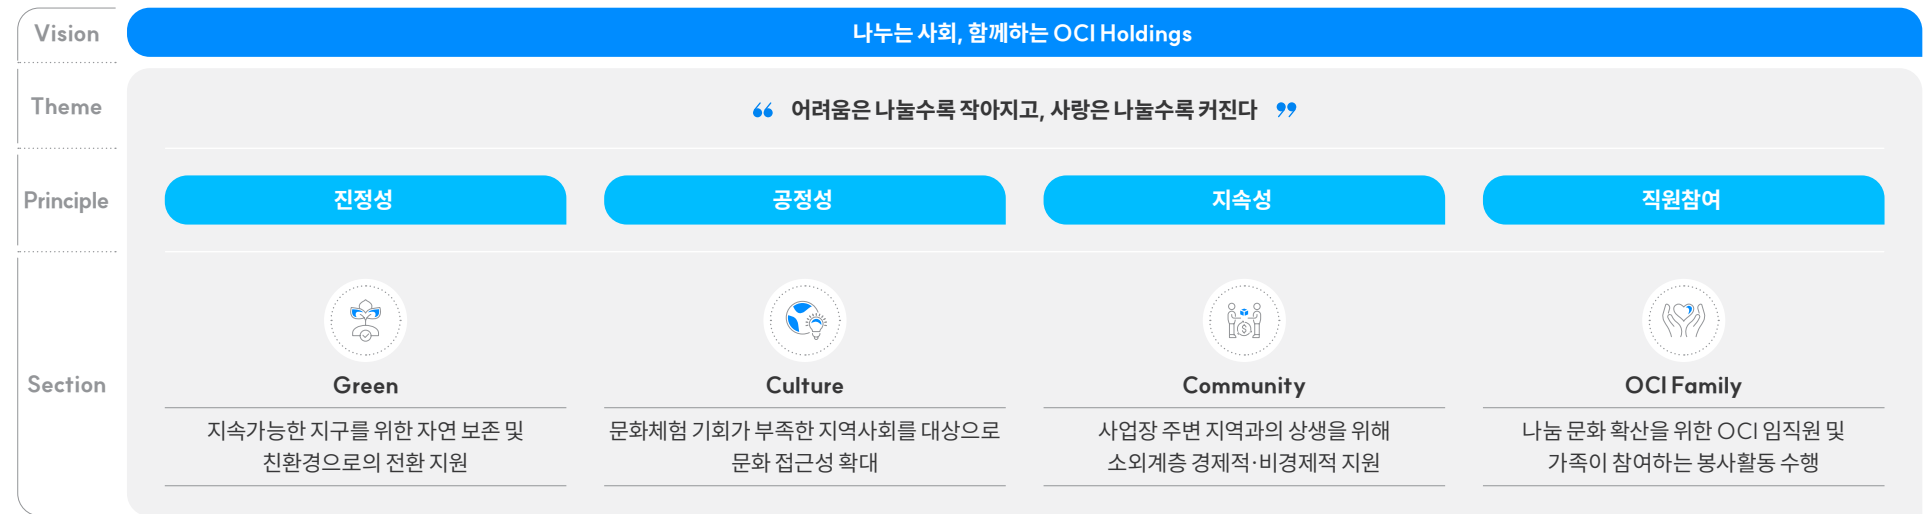 Vision
나누는 사회, 함께하는 OCI Holdings
Theme
“ 어려움은 나눌수록 작아지고, 사랑은 나눌수록 커진다 ”
Principle
진정성
공정성
지속성
직원참여
Section
Green
지속가능한 지구를 위한 자연 보존 및
친환경으로의 전환 지원
Culture
문화체험 기회가 부족한 지역사회를 대상으로
문화 접근성 확대
Community
사업장 주변 지역과의 상생을 위해
소외계층 경제적·비경제적 지원
OCI Family
나눔 문화 확산을 위한 OCI 임직원 및
가족이 참여하는 봉사활동 수행